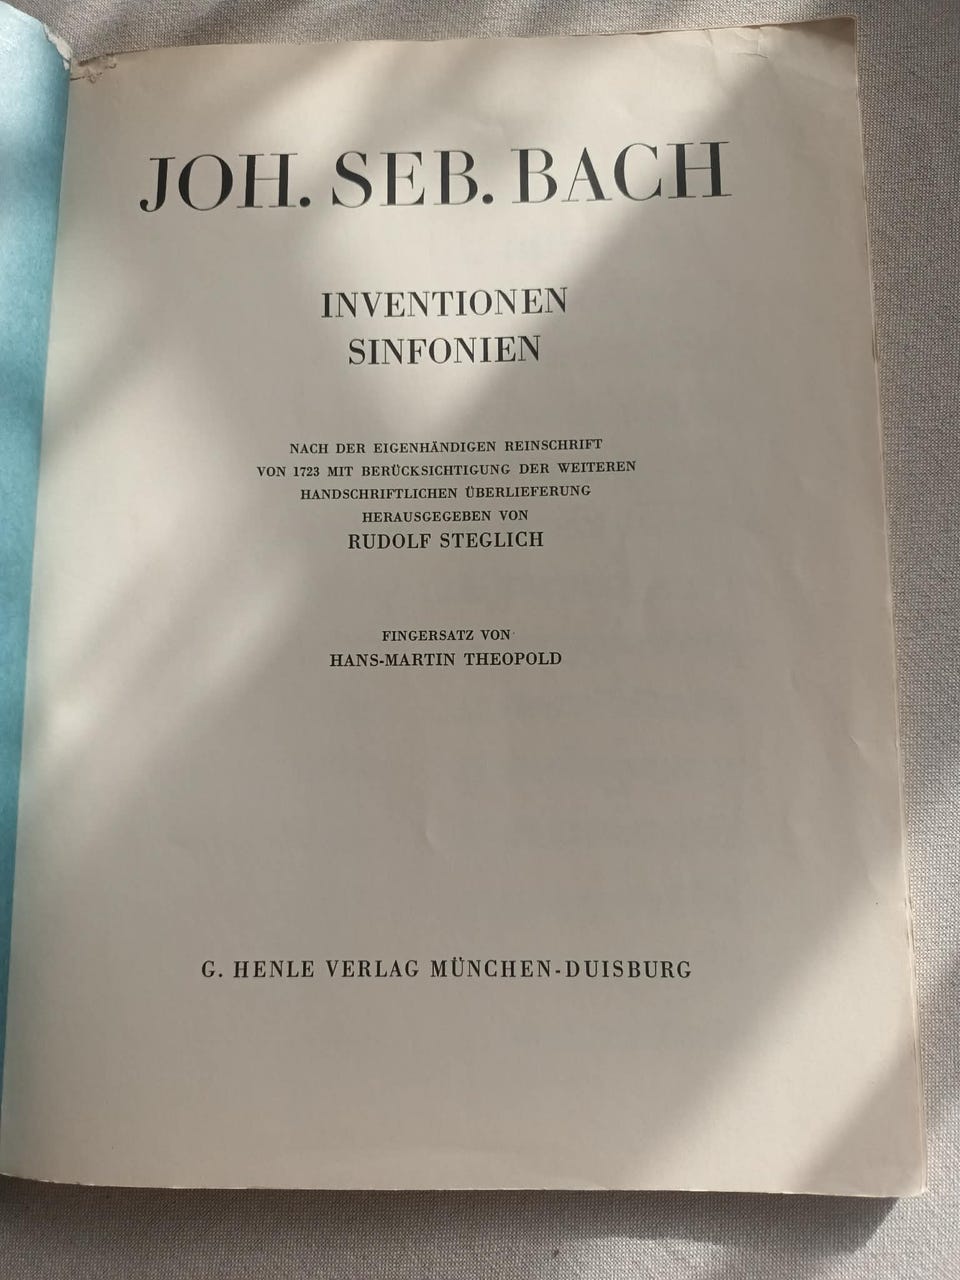 JOH. SEB. BACH
INVENTIONEN
SINFONIEN
NACH DER EIGENHÄNDIGEN REINSCHRIFT
VON 1723 MIT BERÜCKSICHTIGUNG DER WEITEREN
HANDSCHRIFTLICHEN ÜBERLIEFERUNG
HERAUSGEGEBEN VON
RUDOLF STEGLICH
FINGERSATZ VON
HANS-MARTIN THEOPOLD
G. HENLE VERLAG MÜNCHEN-DUISBURG